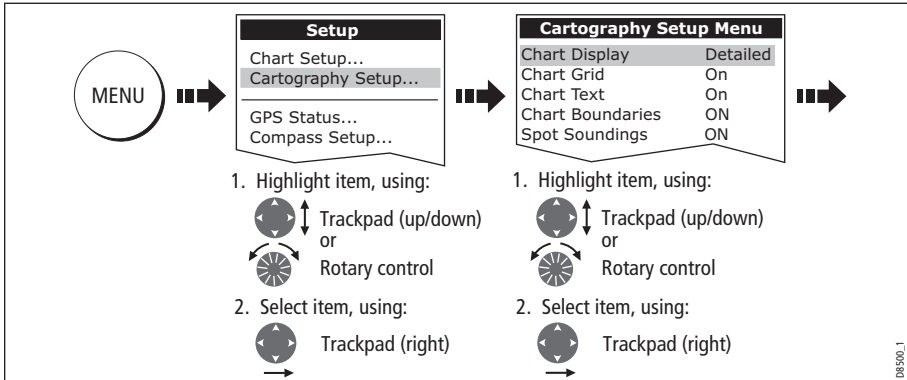 MENU
Setup
Chart Setup...
Cartography Setup...
GPS Status...
Compass Setup...
1. Highlight item, using:
Trackpad (up/down)
or
Rotary control
2. Select item, using:
Trackpad (right)
Cartography Setup Menu
Chart Display Detailed
Chart Grid On
Chart Text On
Chart Boundaries ON
Spot Soundings ON
1. Highlight item, using:
Trackpad (up/down)
or
Rotary control
2. Select item, using:
Trackpad (right)
D8500_1